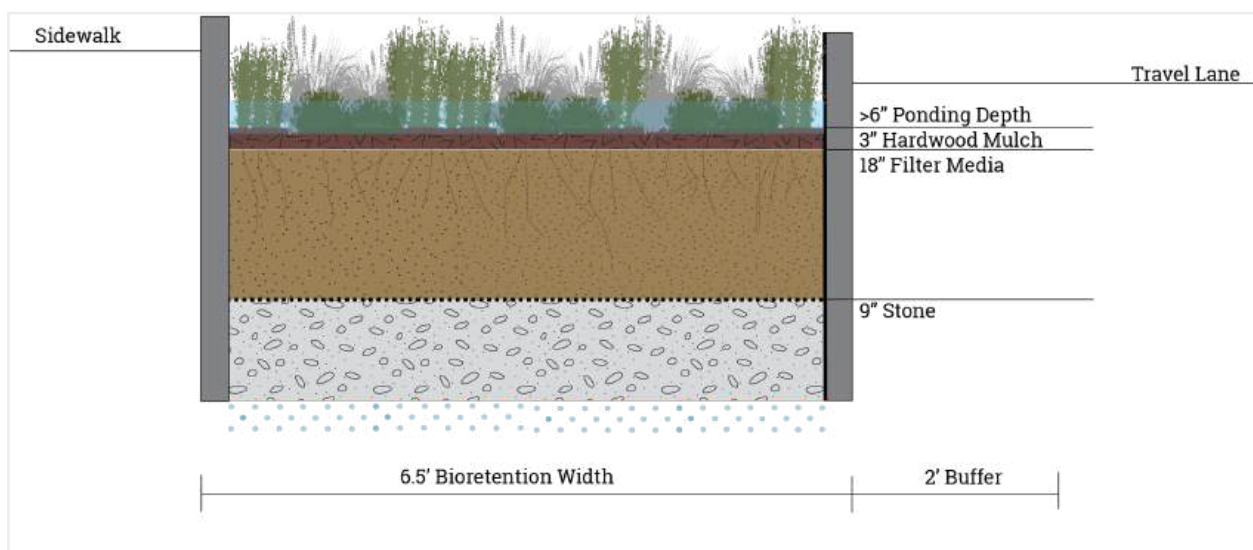 Sidewalk
Travel Lane
>6” Ponding Depth
3” Hardwood Mulch
18” Filter Media
9” Stone
6.5’ Bioretention Width
2’ Buffer